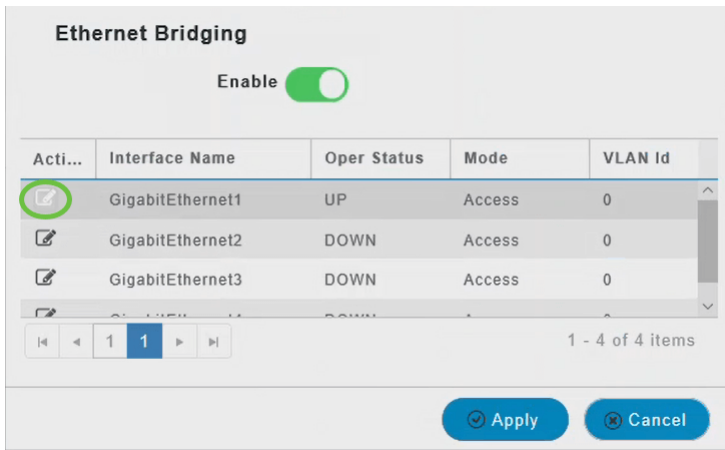 Ethernet Bridging
Enable
Acti... Interface Name Oper Status Mode VLAN Id
GigabitEthernet1 UP Access 0
GigabitEthernet2 DOWN Access 0
GigabitEthernet3 DOWN Access 0
1 1 1 - 4 of 4 items
Apply Cancel